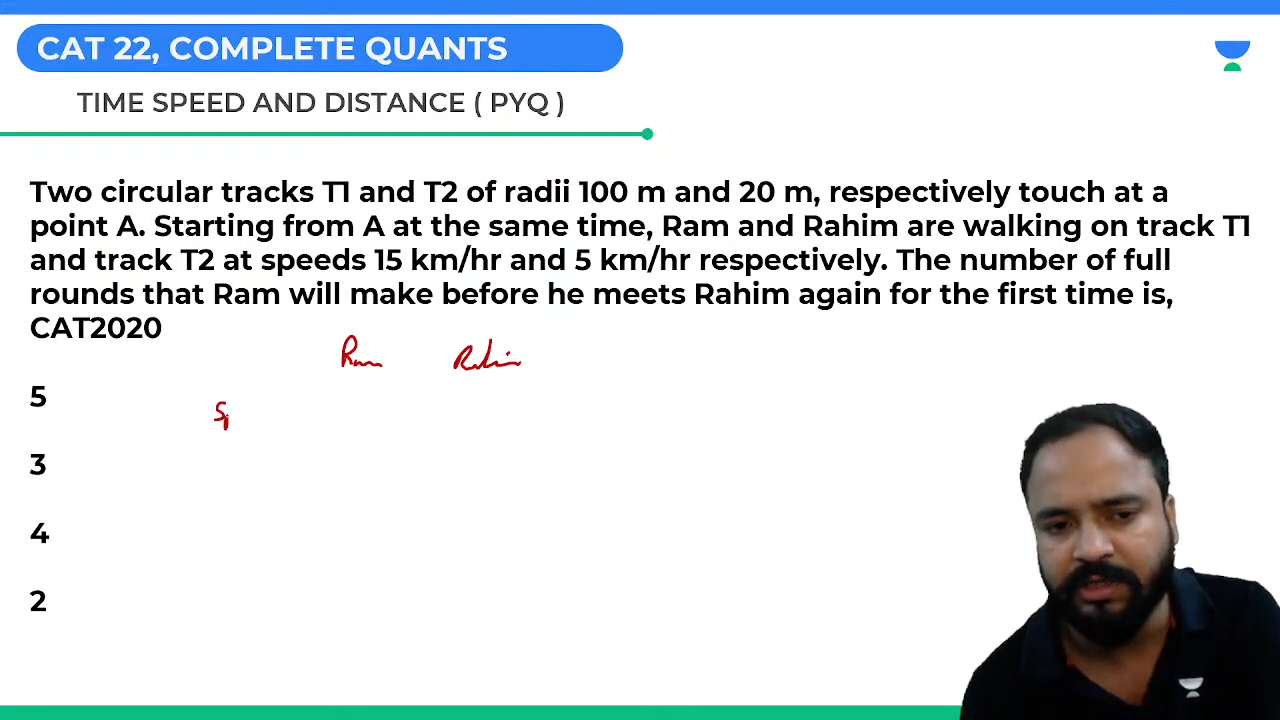 CAT 22, COMPLETE QUANTS
TIME SPEED AND DISTANCE ( PYQ )
Two circular tracks T1 and T2 of radii 100 m and 20 m, respectively touch at a
point A. Starting from A at the same time, Ram and Rahim are walking on track T1
and track T2 at speeds 15 km/hr and 5 km/hr respectively. The number of full
rounds that Ram will make before he meets Rahim again for the first time is,
CAT2020
Ram Rahim
5
Sp
3
4
2